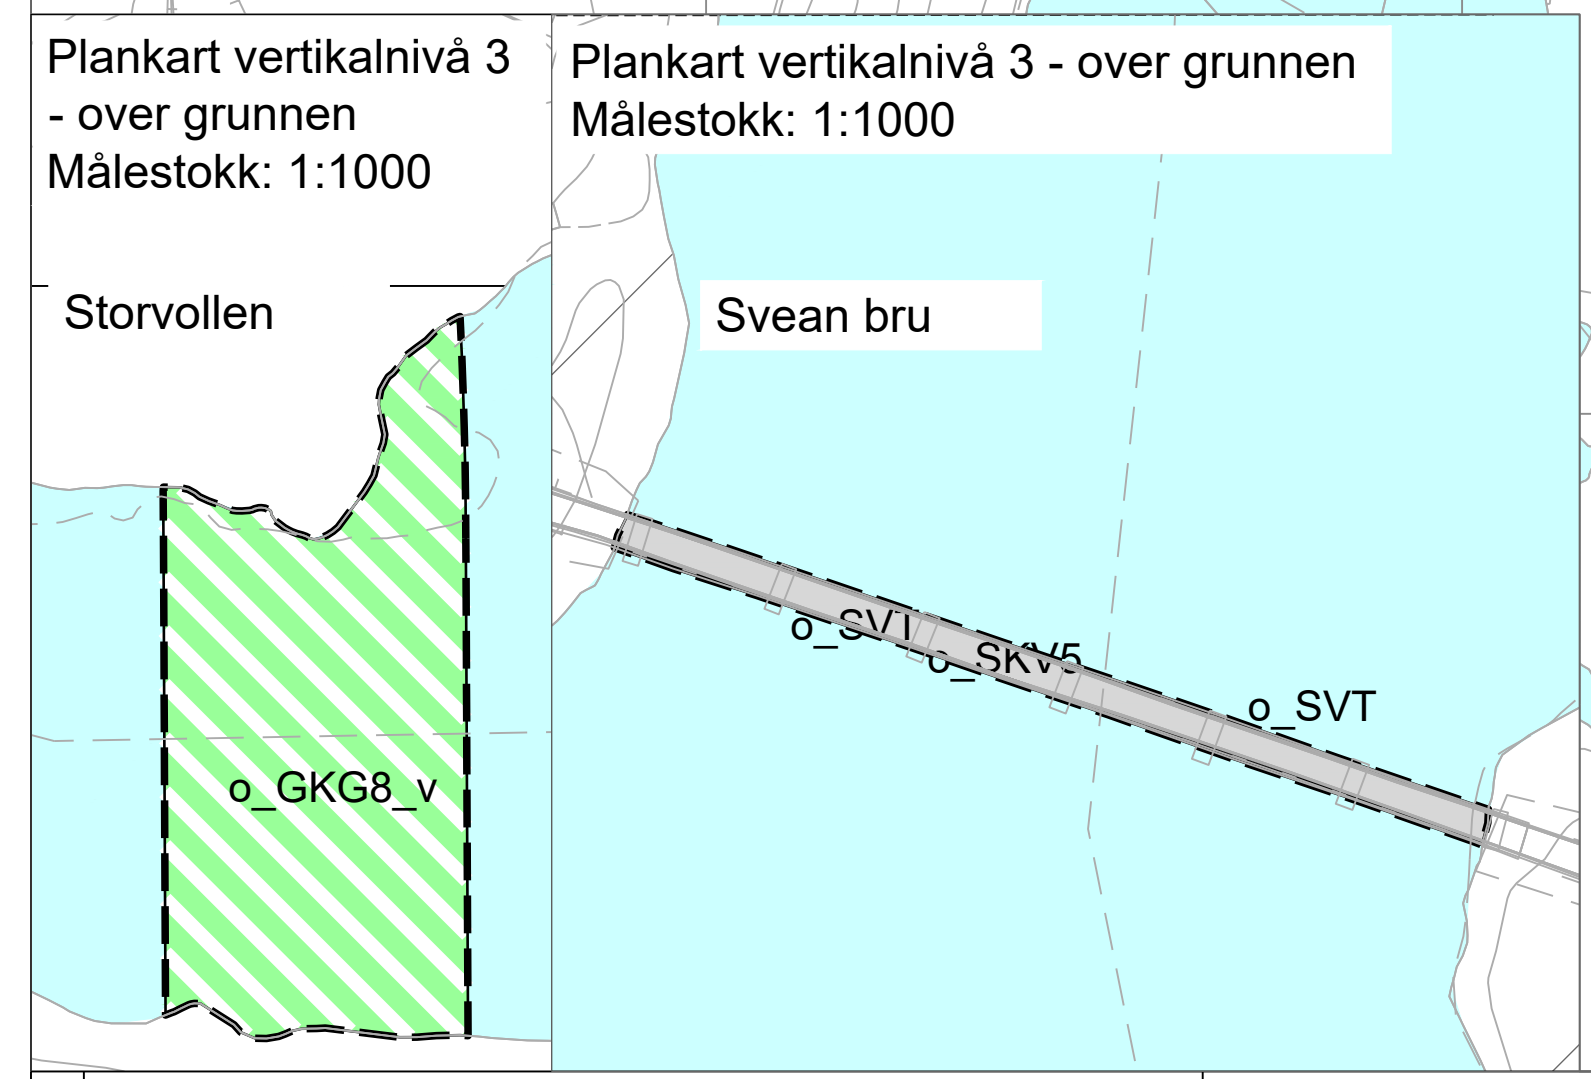 Plankart vertikalnivå 3
- over grunnen
Målestokk: 1:1000
Storvollen
o_GKG8_v
Plankart vertikalnivå 3 - over grunnen
Målestokk: 1:1000
Svean bru
o_SVT
o_SKV5
o_SVT